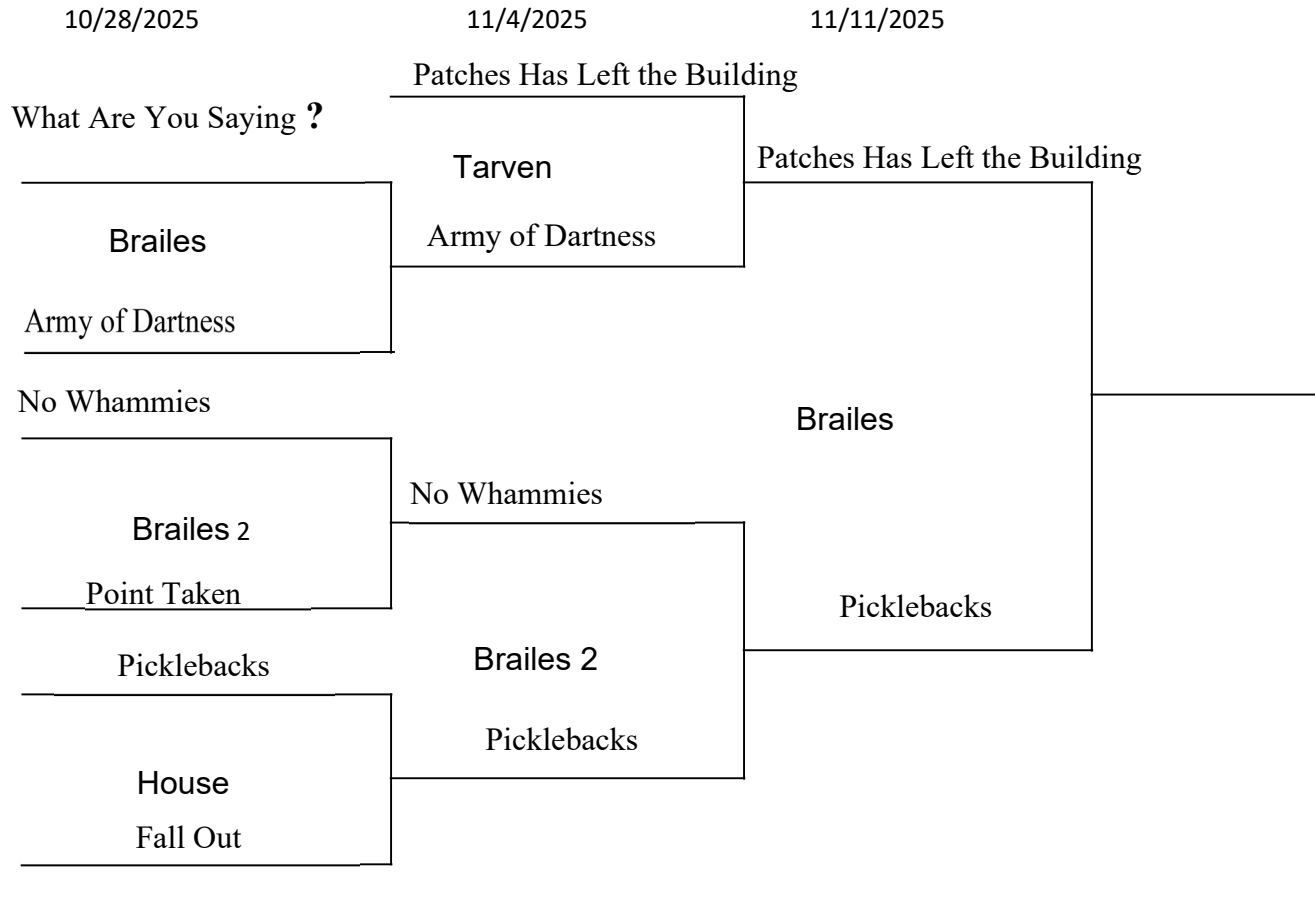 10/28/2025
11/4/2025
11/11/2025
Patches Has Left the Building
What Are You Saying ?
Tarven
Patches Has Left the Building
Brailes
Army of Dartness
Army of Dartness
No Whammies
Brailes
No Whammies
Brailes 2
Point Taken
Picklebacks
Picklebacks
Brailes 2
Picklebacks
House
Fall Out